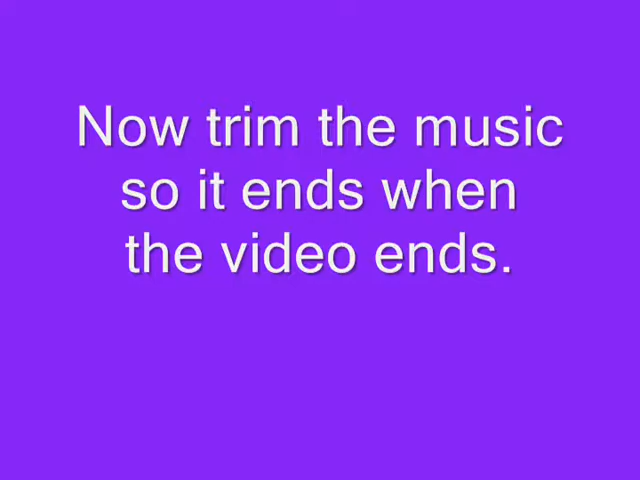 Now trim the music
so it ends when
the video ends.